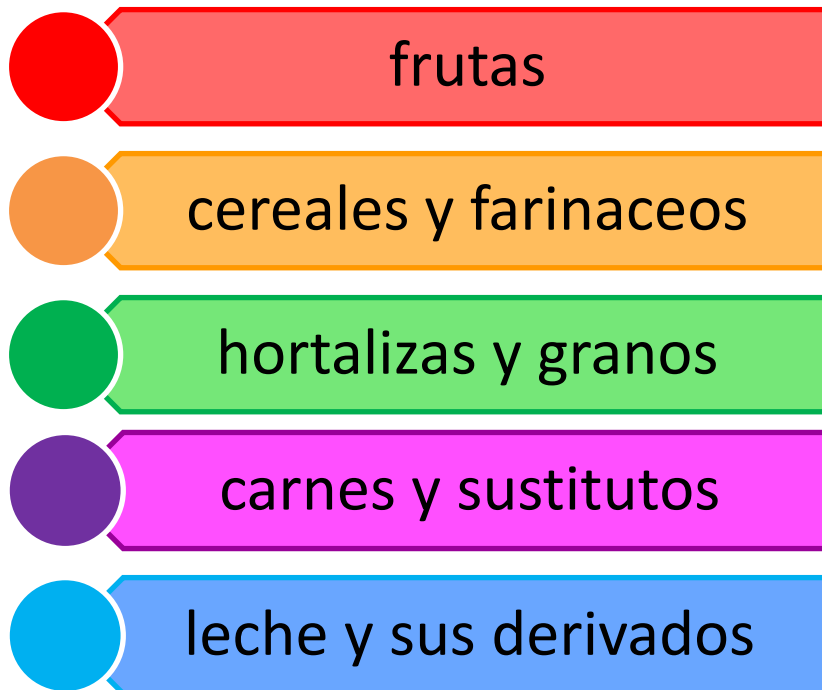 frutas
cereales y farinaceos
hortalizas y granos
carnes y sustitutos
leche y sus derivados